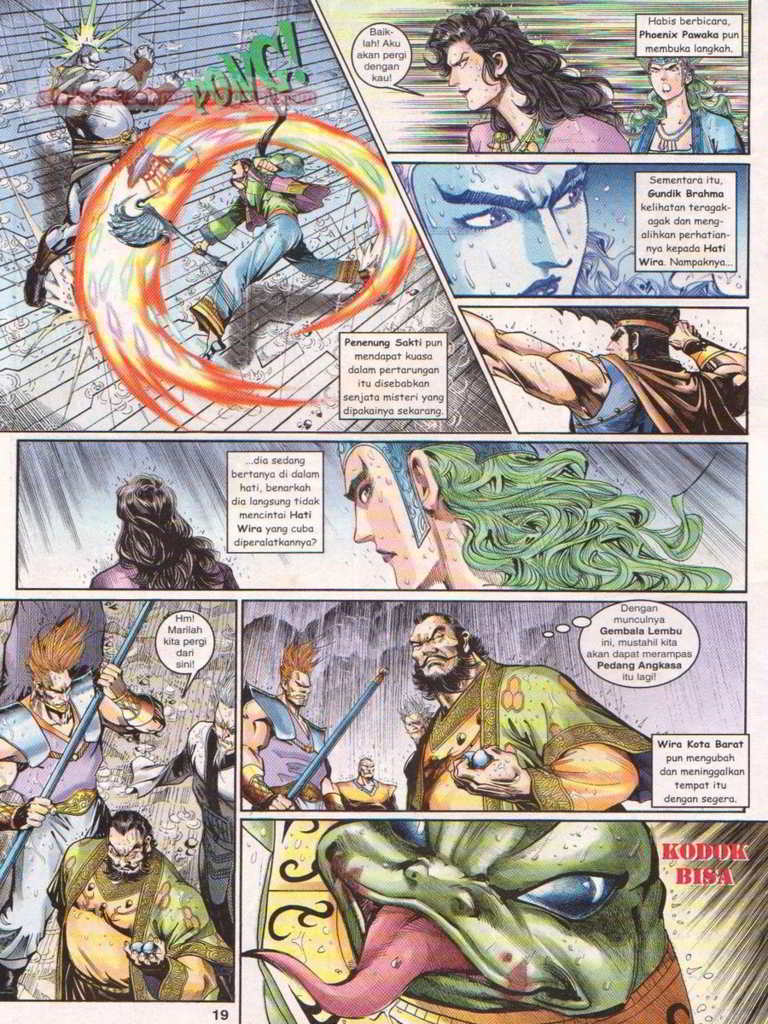 PONG!
Penenung Sakti pun
mendapat kuasa
dalam pertarungan
itu disebabkan
senjata misteri yang
dipakainya sekarang.
Baik-
lah! Aku
akan pergi
dengan
kau!
Habis berbicara,
Phoenix Pawaka pun
membuka langkah.
Sementara itu,
Gundik Brahma
kelihatan teragak-
agak dan meng-
alihkan perhatian-
nya kepada Hati
Wira. Nampaknya...
...dia sedang
bertanya di dalam
hati, benarkah
dia langsung tidak
mencintai Hati
Wira yang cuba
diperalatkannya?
Hm!
Marilah
kita pergi
dari
sini!
Dengan
munculnya
Gembala Lembu
ini, mustahil kita
akan dapat merampas
Pedang Angkasa
itu lagi!
Wira Kota Barat
pun mengubah
dan meninggalkan
tempat itu
dengan segera.
KODOK
BISA
19